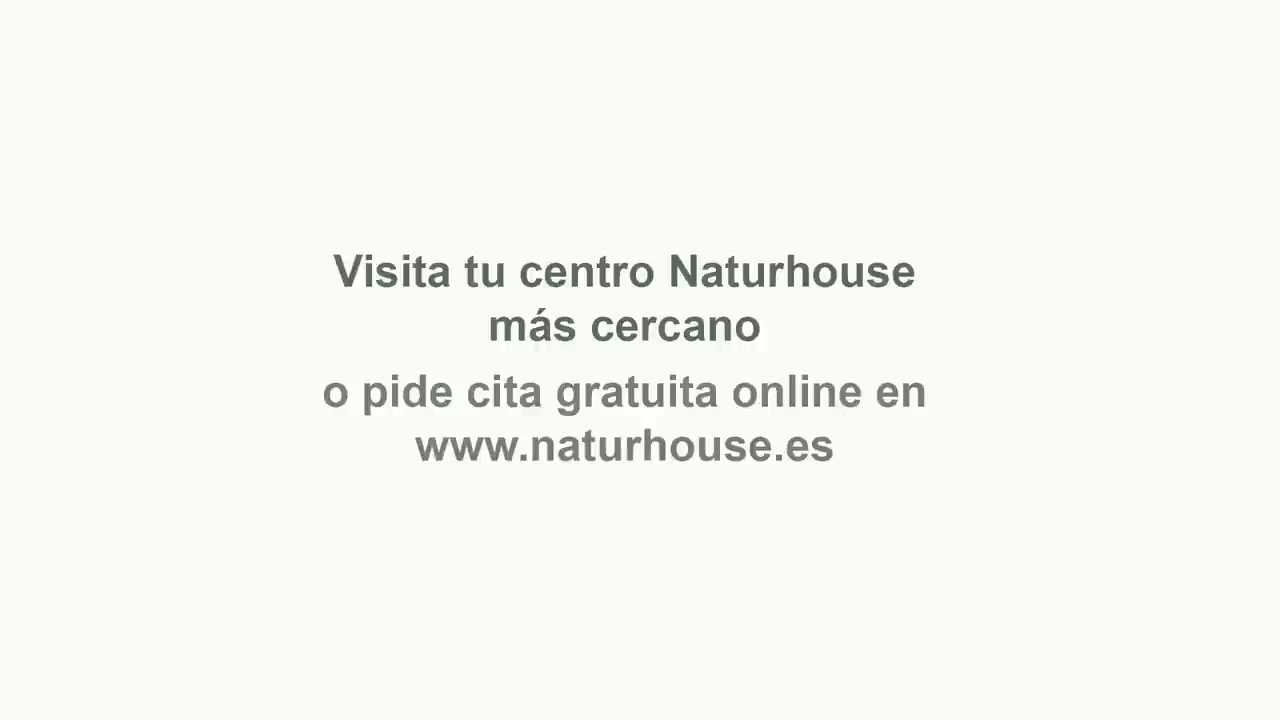 Visita tu centro Naturhouse
más cercano
o pide cita gratuita online en
www.naturhouse.es